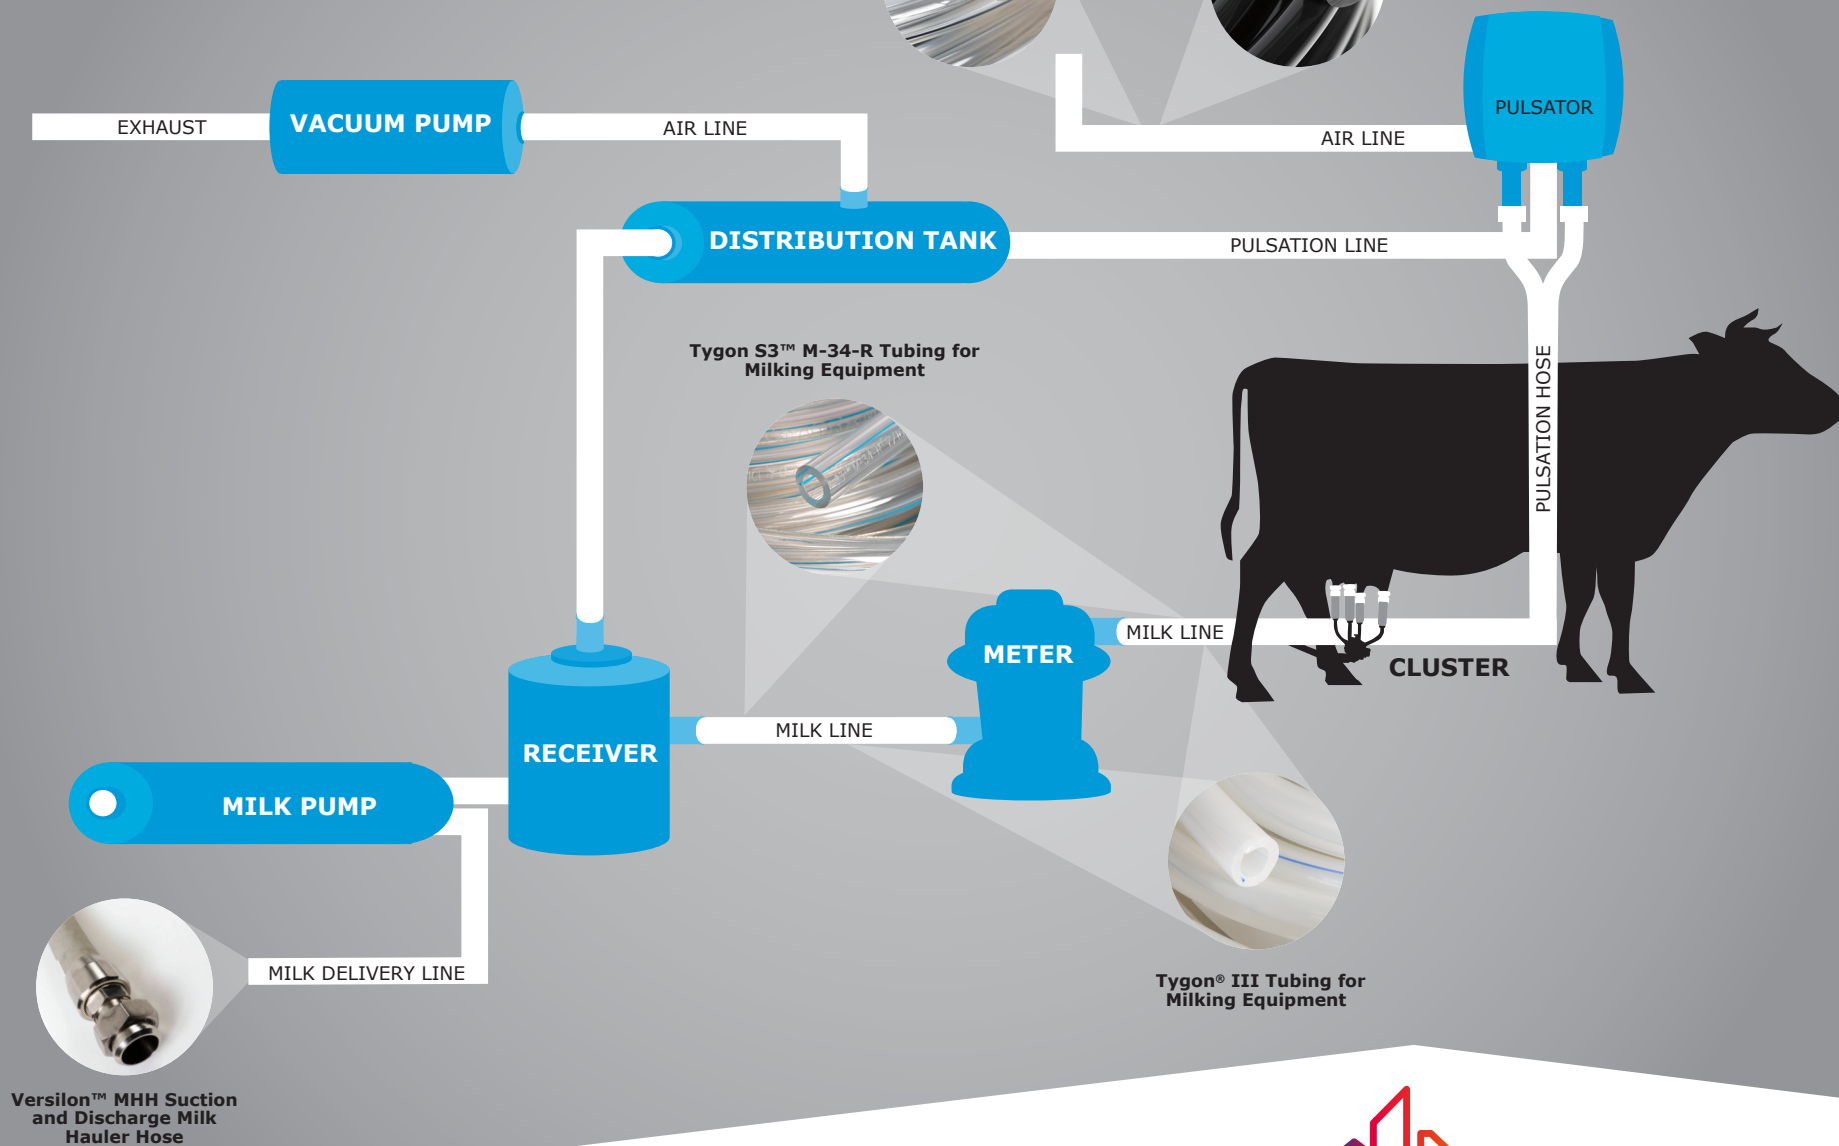 PULSATOR
EXHAUST
VACUUM PUMP
AIR LINE
AIR LINE
DISTRIBUTION TANK
PULSATION LINE
Tygon S3™ M-34-R Tubing for
Milking Equipment
PULSATION HOSE
METER
MILK LINE
CLUSTER
RECEIVER
MILK LINE
MILK PUMP
MILK DELIVERY LINE
Tygon® III Tubing for
Milking Equipment
Versilon™ MHH Suction
and Discharge Milk
Hauler Hose